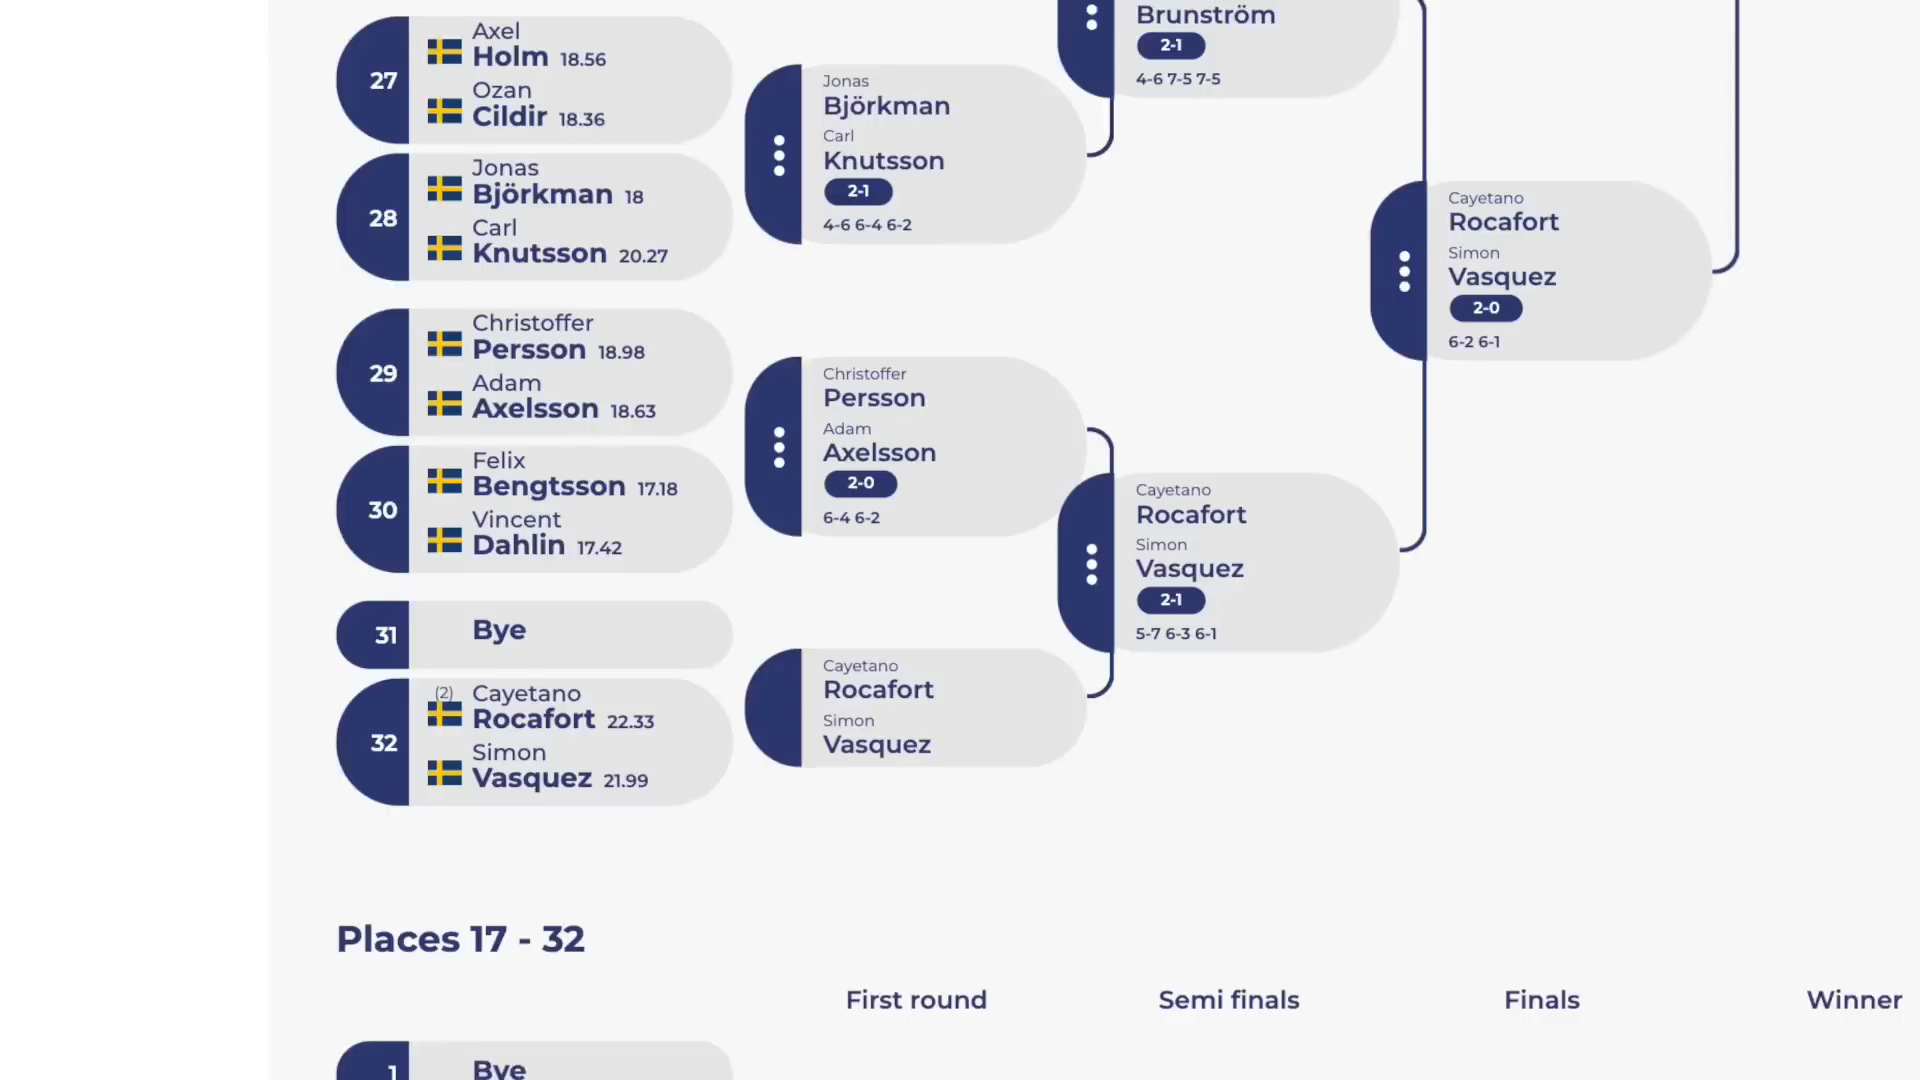 27
Axel
Holm 18.56
Ozan
Cildir 18.36
28
Jonas
Björkman 18
Carl
Knutsson 20.27
29
Christoffer
Persson 18.98
Adam
Axelsson 18.63
30
Felix
Bengtsson 17.18
Vincent
Dahlin 17.42
31
Bye
32
(2) Cayetano
Rocafort 22.33
Simon
Vasquez 21.99
Jonas
Björkman
Carl
Knutsson
2-1
4-6 6-4 6-2
Christoffer
Persson
Adam
Axelsson
2-0
6-4 6-2
Cayetano
Rocafort
Simon
Vasquez
Brunström
2-1
4-6 7-5 7-5
Cayetano
Rocafort
Simon
Vasquez
2-1
5-7 6-3 6-1
Cayetano
Rocafort
Simon
Vasquez
2-0
6-2 6-1
Places 17 - 32
First round
Semi finals
Finals
Winner
1
Bye